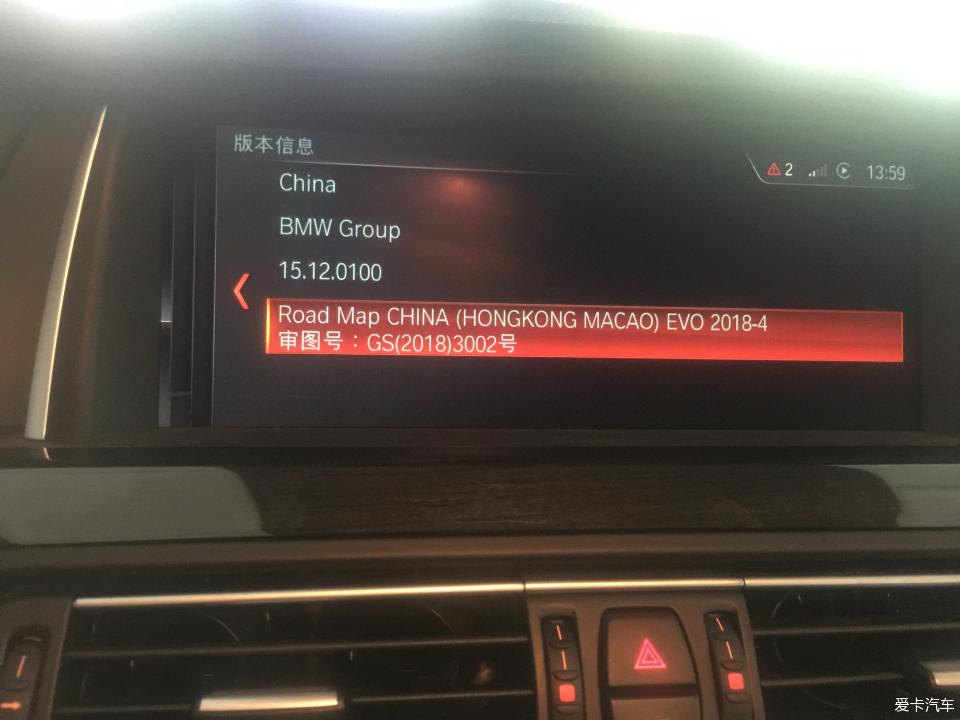 版本信息
2
13:59
China
BMW Group
15.12.0100
Road Map CHINA (HONGKONG MACAO) EVO 2018-4
审图号：GS(2018)3002号
爱卡汽车